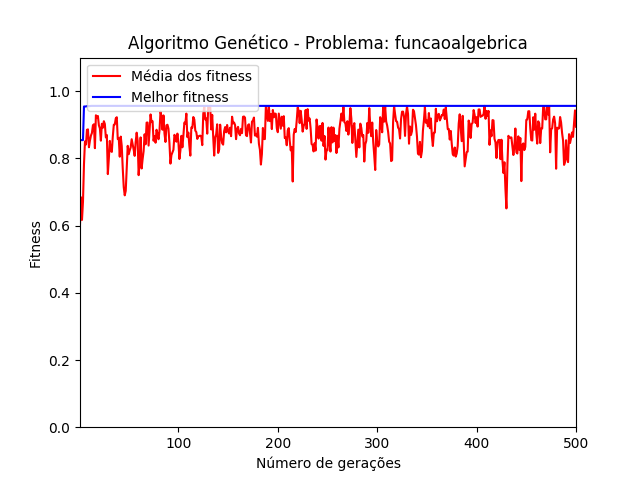 Algoritmo Genético - Problema: funcaoalgebrica
Média dos fitness
Melhor fitness
Fitness
1.0
0.8
0.6
0.4
0.2
0.0
100
200
300
400
500
Número de gerações